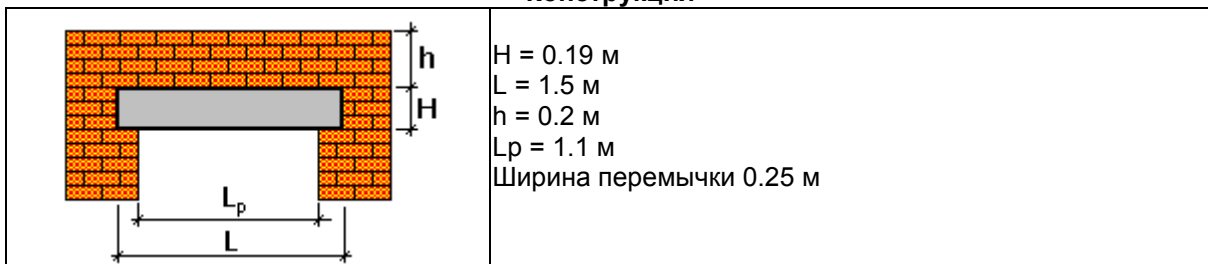 h
H
Lp
L
H = 0.19 м
L = 1.5 м
h = 0.2 м
Lp = 1.1 м
Ширина перемычки 0.25 м